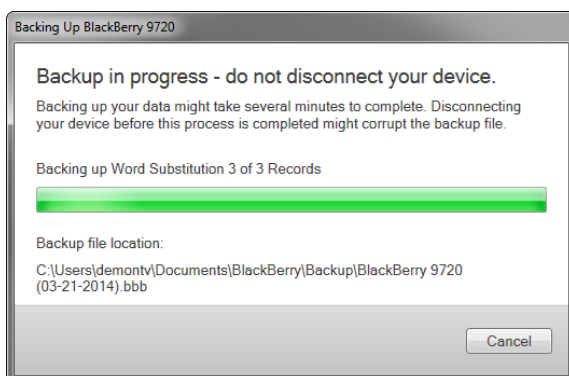 Backing Up BlackBerry 9720
Backup in progress - do not disconnect your device.
Backing up your data might take several minutes to complete. Disconnecting
your device before this process is completed might corrupt the backup file.
Backing up Word Substitution 3 of 3 Records
Backup file location:
C:\Users\demontv\Documents\BlackBerry\Backup\BlackBerry 9720
(03-21-2014).bbb
Cancel